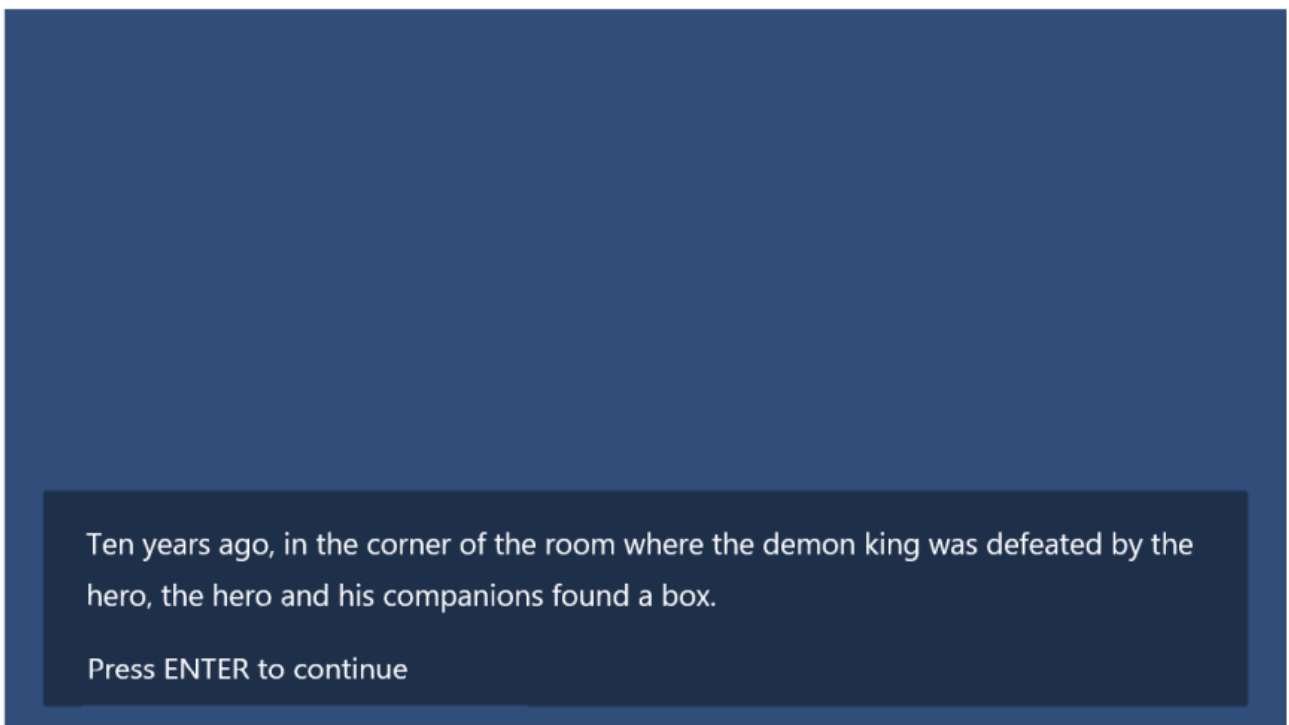 Ten years ago, in the corner of the room where the demon king was defeated by the
hero, the hero and his companions found a box.
Press ENTER to continue